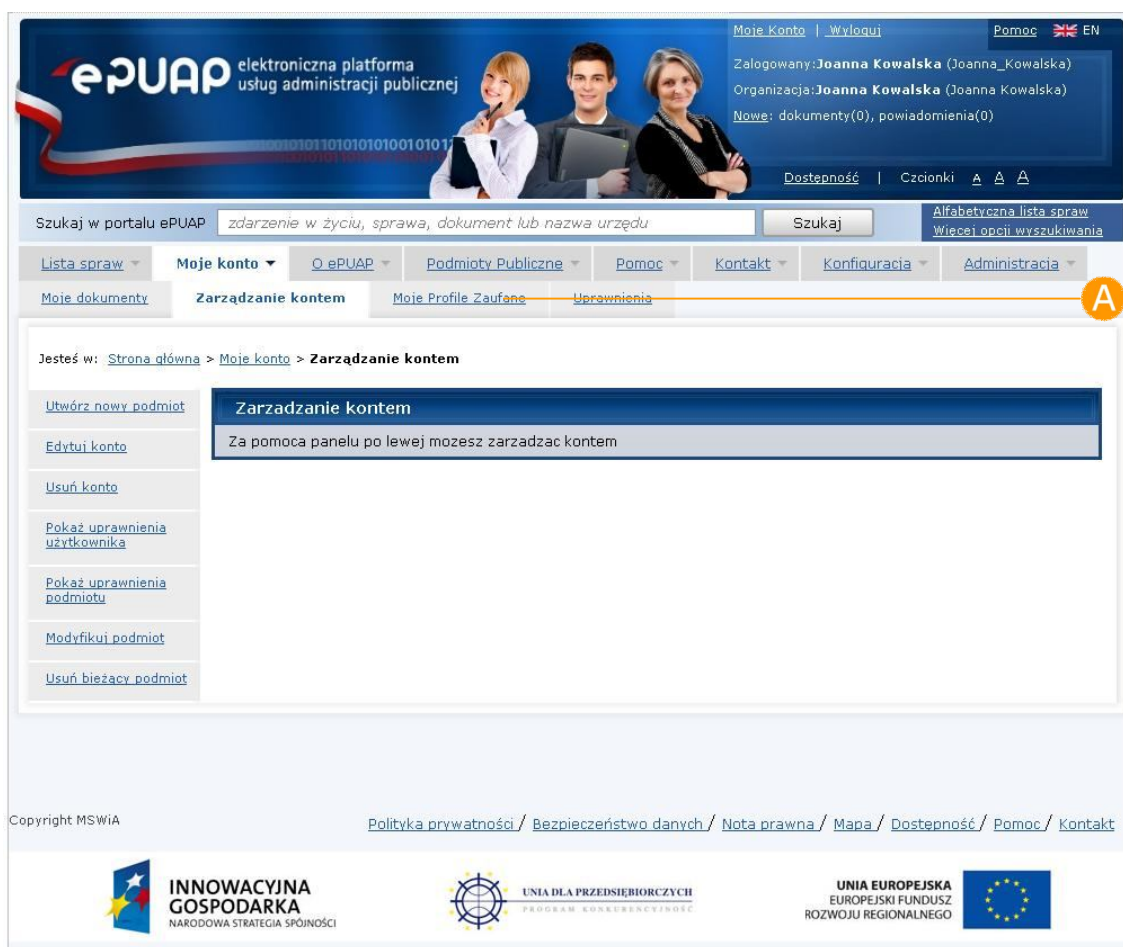 Moje Konto | Wyloguj Pomoc EN
ePUAP elektroniczna platforma
usług administracji publicznej
Zalogowany:Joanna Kowalska (Joanna_Kowalska)
Organizacja:Joanna Kowalska (Joanna Kowalska)
Nowe: dokumenty(0), powiadomienia(0)
Dostępność | Czcionki A A A
Szukaj w portalu ePUAP zdarzenie w życiu, sprawa, dokument lub nazwa urzędu Szukaj
Alfabetyczna lista spraw
Więcej opcji wyszukiwania
Lista spraw Moje konto O ePUAP Podmioty Publiczne Pomoc Kontakt Konfiguracja Administracja
Moje dokumenty Zarządzanie kontem Moje Profile Zaufane Uprawnienia A
Jesteś w: Strona główna > Moje konto > Zarządzanie kontem
Utwórz nowy podmiot
Edytuj konto
Usuń konto
Pokaż uprawnienia
użytkownika
Pokaż uprawnienia
podmiotu
Modyfikuj podmiot
Usuń bieżący podmiot
Zarzadzanie kontem
Za pomoca panelu po lewej mozesz zarzadzac kontem
Copyright MSWiA
Polityka prywatności / Bezpieczeństwo danych / Nota prawna / Mapa / Dostępność / Pomoc / Kontakt
INNOWACYJNA
GOSPODARKA
NARODOWA STRATEGIA SPÓJNOŚCI
UNIA DLA PRZEDSIĘBIORCZYCH
PROGRAM KONKURENCYJNOŚĆ
UNIA EUROPEJSKA
EUROPEJSKI FUNDUSZ
ROZWOJU REGIONALNEGO